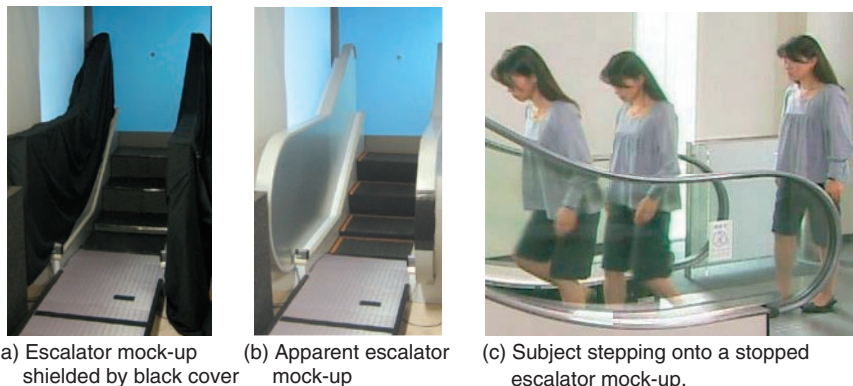 a) Escalator mock-up
shielded by black cover
(b) Apparent escalator
mock-up
(c) Subject stepping onto a stopped
escalator mock-up.